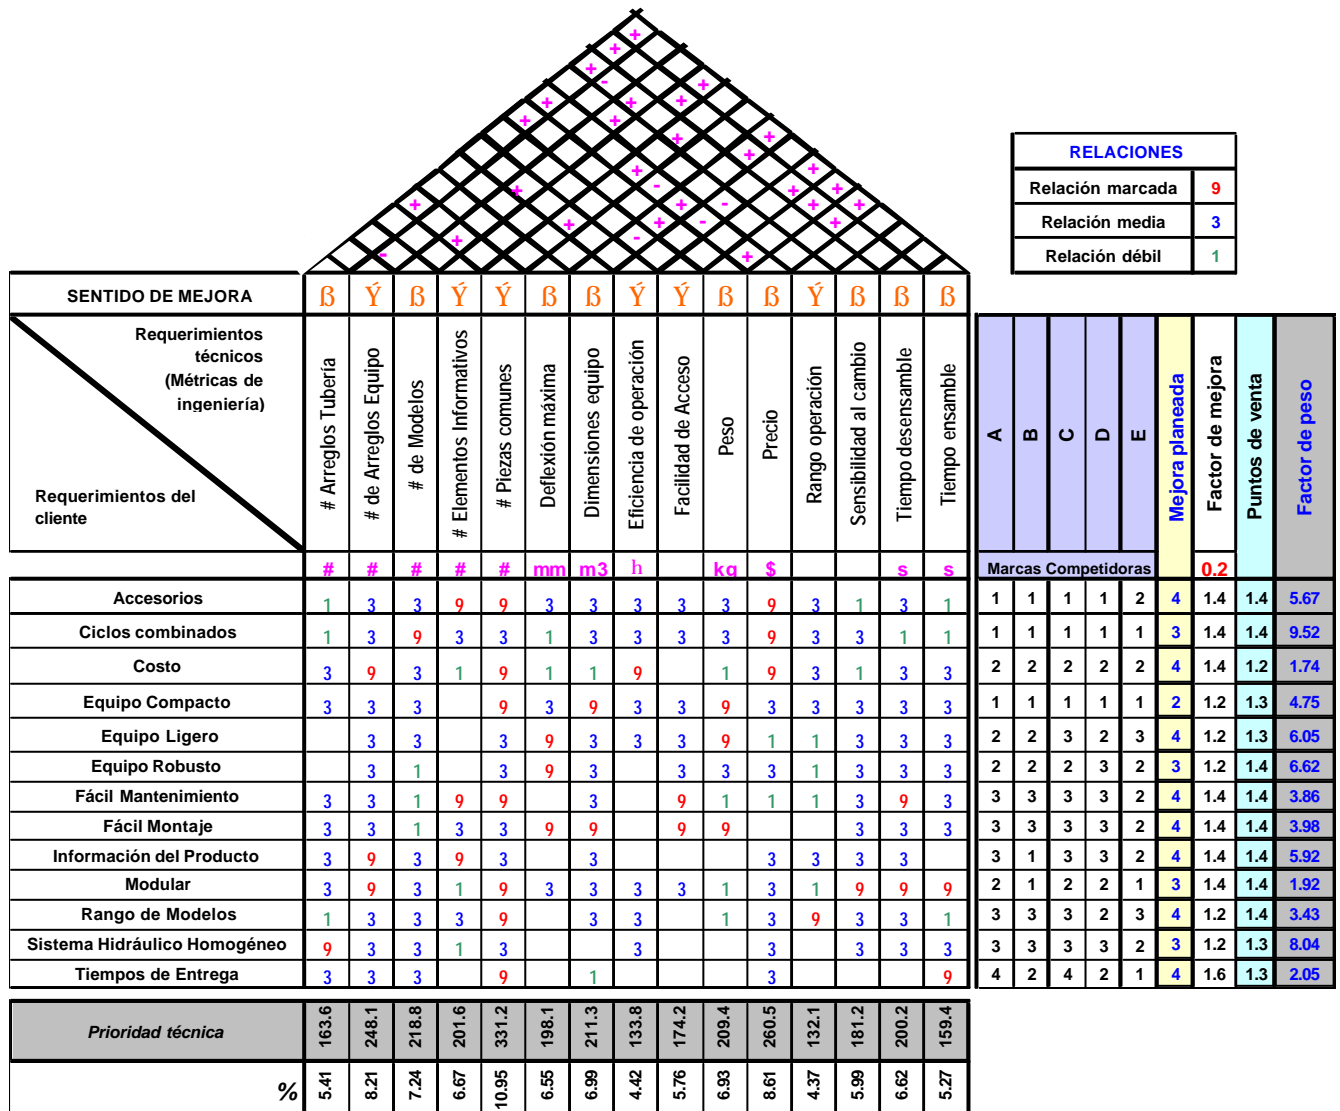 RELACIONES
Relación marcada 9
Relación media 3
Relación débil 1
SENTIDO DE MEJORA ß Ý ß Ý Ý ß ß Ý Ý ß ß Ý ß ß ß
Requerimientos
técnicos
(Métricas de
ingeniería)
Requerimientos del
cliente
# Arreglos Tubería
# de Arreglos Equipo
# de Modelos
# Elementos Informativos
# Piezas comunes
Deflexión máxima
Dimensiones equipo
Eficiencia de operación
Facilidad de Acceso
Peso
Precio
Rango operación
Sensibilidad al cambio
Tiempo desensamble
Tiempo ensamble
A
B
C
D
E
Mejora planeada
Factor de mejora
Puntos de venta
Factor de peso
# # # # # mm m3 h kg $ s s Marcas Competidoras 0.2
Accesorios 1 3 3 9 9 3 3 3 3 3 9 3 1 3 1 1 1 1 1 2 4 1.4 1.4 5.67
Ciclos combinados 1 3 9 3 3 1 3 3 3 3 9 3 3 1 1 1 1 1 1 1 3 1.4 1.4 9.52
Costo 3 9 3 1 9 1 1 9 1 9 3 1 3 3 2 2 2 2 2 4 1.4 1.2 1.74
Equipo Compacto 3 3 3 9 3 9 3 3 9 3 3 3 3 3 1 1 1 1 1 2 1.2 1.3 4.75
Equipo Ligero 3 3 3 9 3 3 3 9 1 1 3 3 3 2 2 3 2 3 4 1.2 1.3 6.05
Equipo Robusto 3 1 3 9 3 3 3 3 1 3 3 3 2 2 2 3 2 3 1.2 1.4 6.62
Fácil Mantenimiento 3 3 1 9 9 3 9 1 1 1 3 9 3 3 3 3 3 2 4 1.4 1.4 3.86
Fácil Montaje 3 3 1 3 3 9 9 9 9 3 3 3 3 3 3 3 2 4 1.4 1.4 3.98
Información del Producto 3 9 3 9 3 3 3 3 3 3 3 1 3 3 2 4 1.4 1.4 5.92
Modular 3 9 3 1 9 3 3 3 3 1 3 1 9 9 9 2 1 2 2 1 3 1.4 1.4 1.92
Rango de Modelos 1 3 3 3 9 3 3 1 3 9 3 3 1 3 3 3 2 3 4 1.2 1.4 3.43
Sistema Hidráulico Homogéneo 9 3 3 1 3 3 3 3 3 3 3 3 3 3 2 3 1.2 1.3 8.04
Tiempos de Entrega 3 3 3 9 1 3 9 4 2 4 2 1 4 1.6 1.3 2.05
Prioridad técnica 163.6 248.1 218.8 201.6 331.2 198.1 211.3 133.8 174.2 209.4 260.5 132.1 181.2 200.2 159.4
% 5.41 8.21 7.24 6.67 10.95 6.55 6.99 4.42 5.76 6.93 8.61 4.37 5.99 6.62 5.27